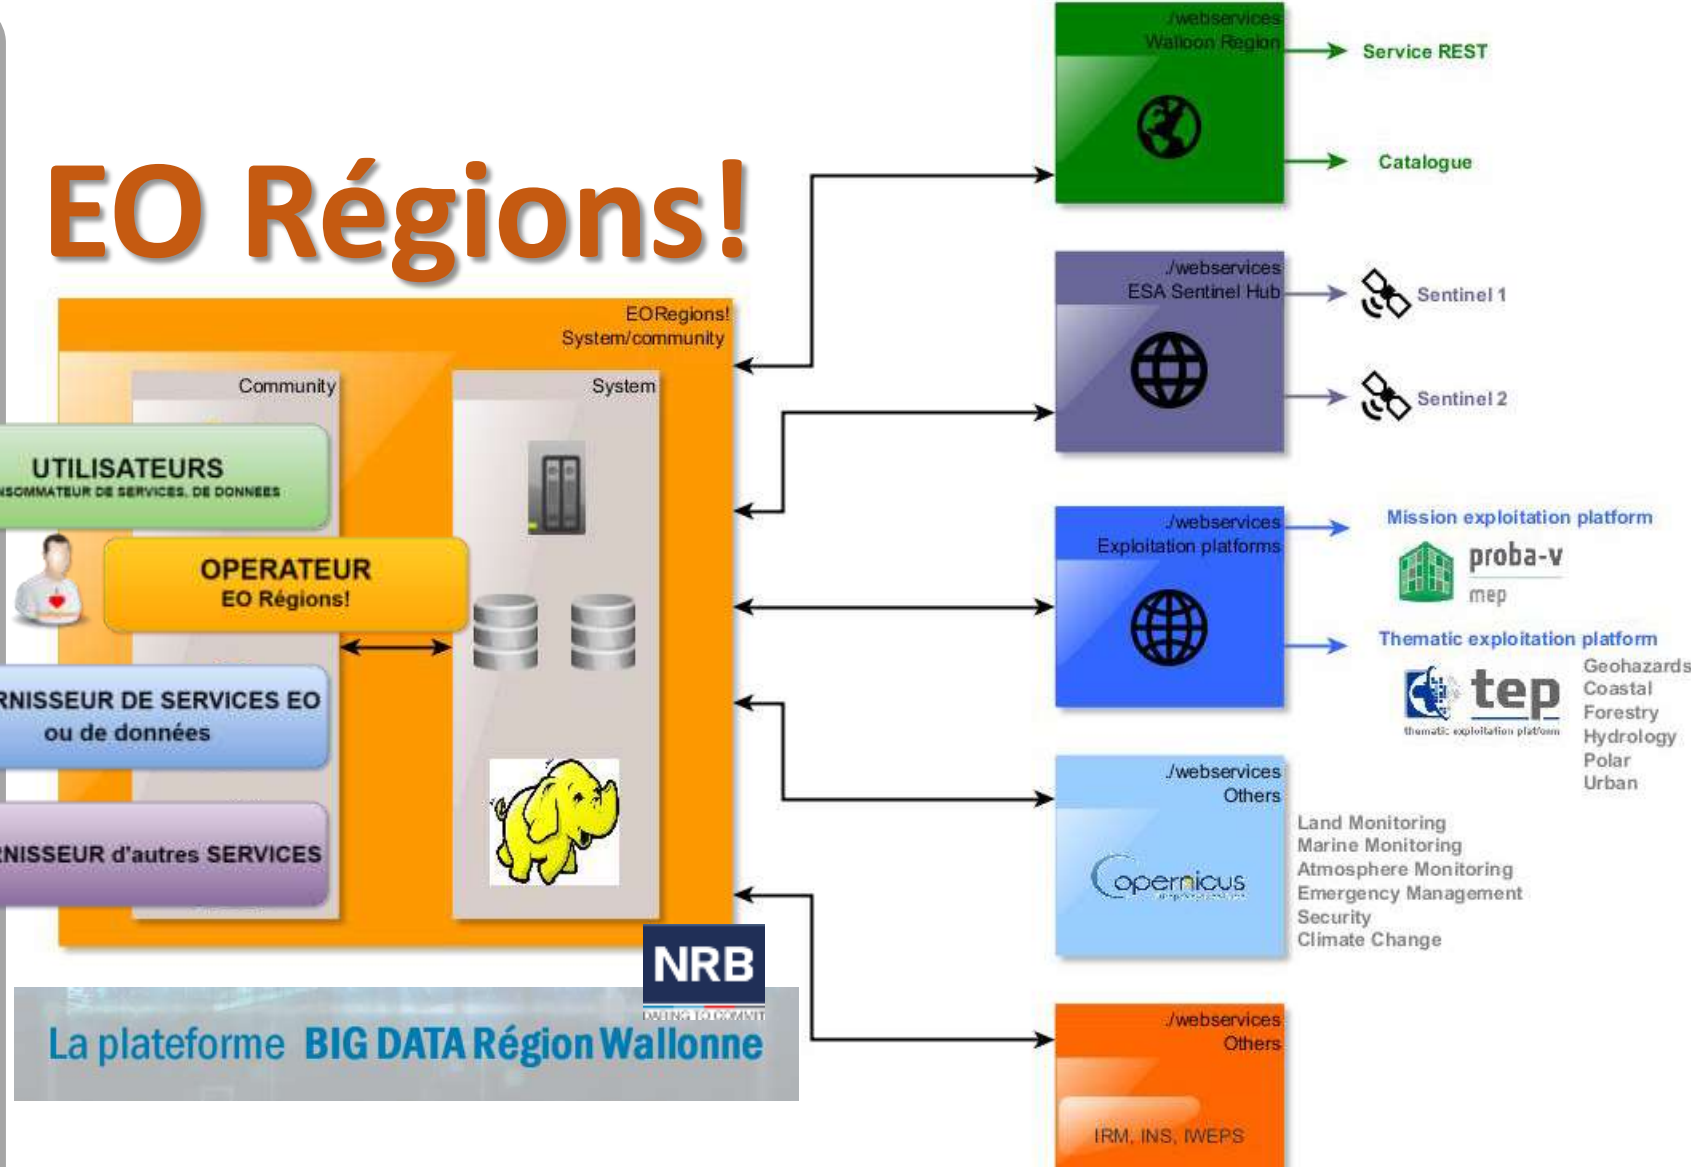 EO Régions!
EORegions!
System/community
Community
System
UTILISATEURS
NSOMMATEUR DE SERVICES, DE DONNEES
OPERATEUR
EO Régions!
RNISSEUR DE SERVICES EO
ou de données
RNISSEUR d'autres SERVICES
NRB
DARING TO COMMIT
La plateforme BIG DATA Région Wallonne
./webservices
Walloon Region
Service REST
Catalogue
./webservices
ESA Sentinel Hub
Sentinel 1
Sentinel 2
./webservices
Exploitation platforms
Mission exploitation platform
proba-v
mep
Thematic exploitation platform
tep
thematic exploitation platform
Geohazards
Coastal
Forestry
Hydrology
Polar
Urban
./webservices
Others
Copernicus
Land Monitoring
Marine Monitoring
Atmosphere Monitoring
Emergency Management
Security
Climate Change
./webservices
Others
IRM, INS, IWEPS